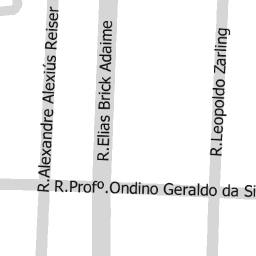 R.Alexandre Alexiús Reiser
R.Elias Brick Adaime
R.Leopoldo Zarling
R.Profº.Ondino Geraldo da Si